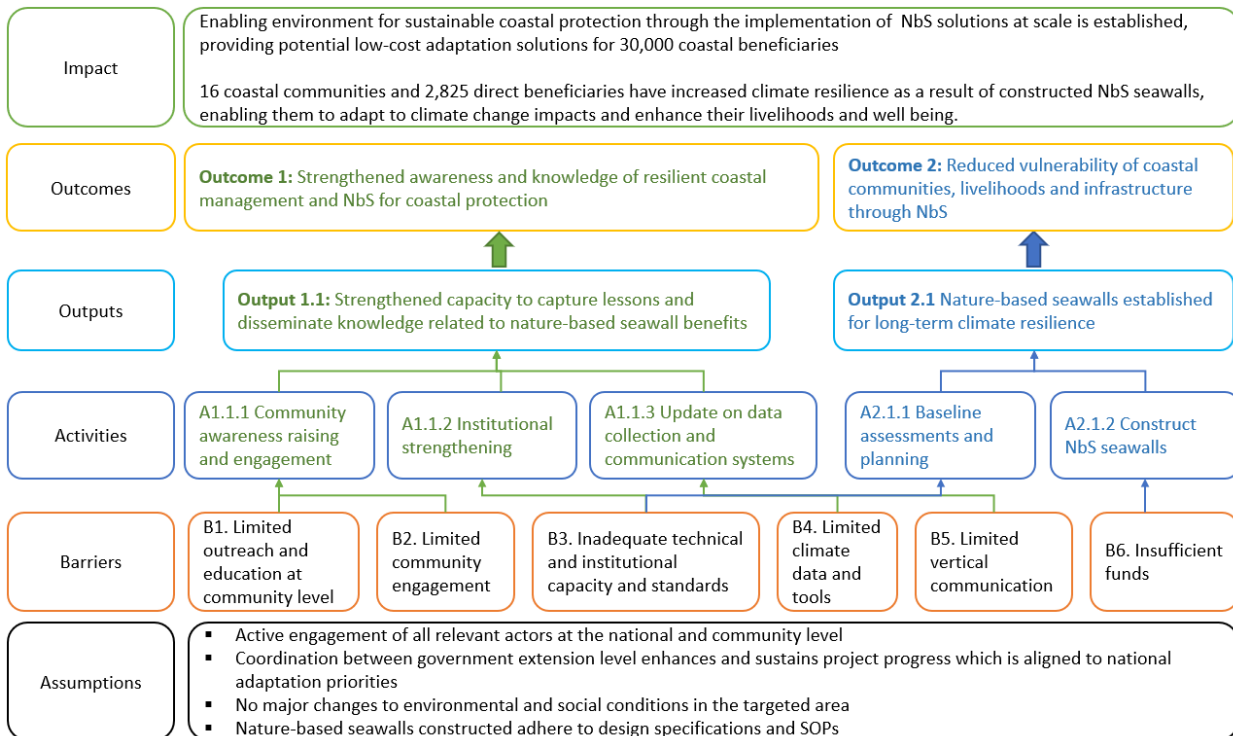 Impact
Enabling environment for sustainable coastal protection through the implementation of NbS solutions at scale is established,
providing potential low-cost adaptation solutions for 30,000 coastal beneficiaries
16 coastal communities and 2,825 direct beneficiaries have increased climate resilience as a result of constructed NbS seawalls,
enabling them to adapt to climate change impacts and enhance their livelihoods and well being.
Outcomes
Outcome 1: Strengthened awareness and knowledge of resilient coastal
management and NbS for coastal protection
Outcome 2: Reduced vulnerability of coastal
communities, livelihoods and infrastructure
through NbS
Outputs
Output 1.1: Strengthened capacity to capture lessons and
disseminate knowledge related to nature-based seawall benefits
Output 2.1 Nature-based seawalls established
for long-term climate resilience
Activities
A1.1.1 Community
awareness raising
and engagement
A1.1.2 Institutional
strengthening
A1.1.3 Update on data
collection and
communication systems
A2.1.1 Baseline
assessments and
planning
A2.1.2 Construct
NbS seawalls
Barriers
B1. Limited
outreach and
education at
community level
B2. Limited
community
engagement
B3. Inadequate technical
and institutional
capacity and standards
B4. Limited
climate
data and
tools
B5. Limited
vertical
communication
B6. Insufficient
funds
Assumptions
▪ Active engagement of all relevant actors at the national and community level
▪ Coordination between government extension level enhances and sustains project progress which is aligned to national
adaptation priorities
▪ No major changes to environmental and social conditions in the targeted area
▪ Nature-based seawalls constructed adhere to design specifications and SOPs